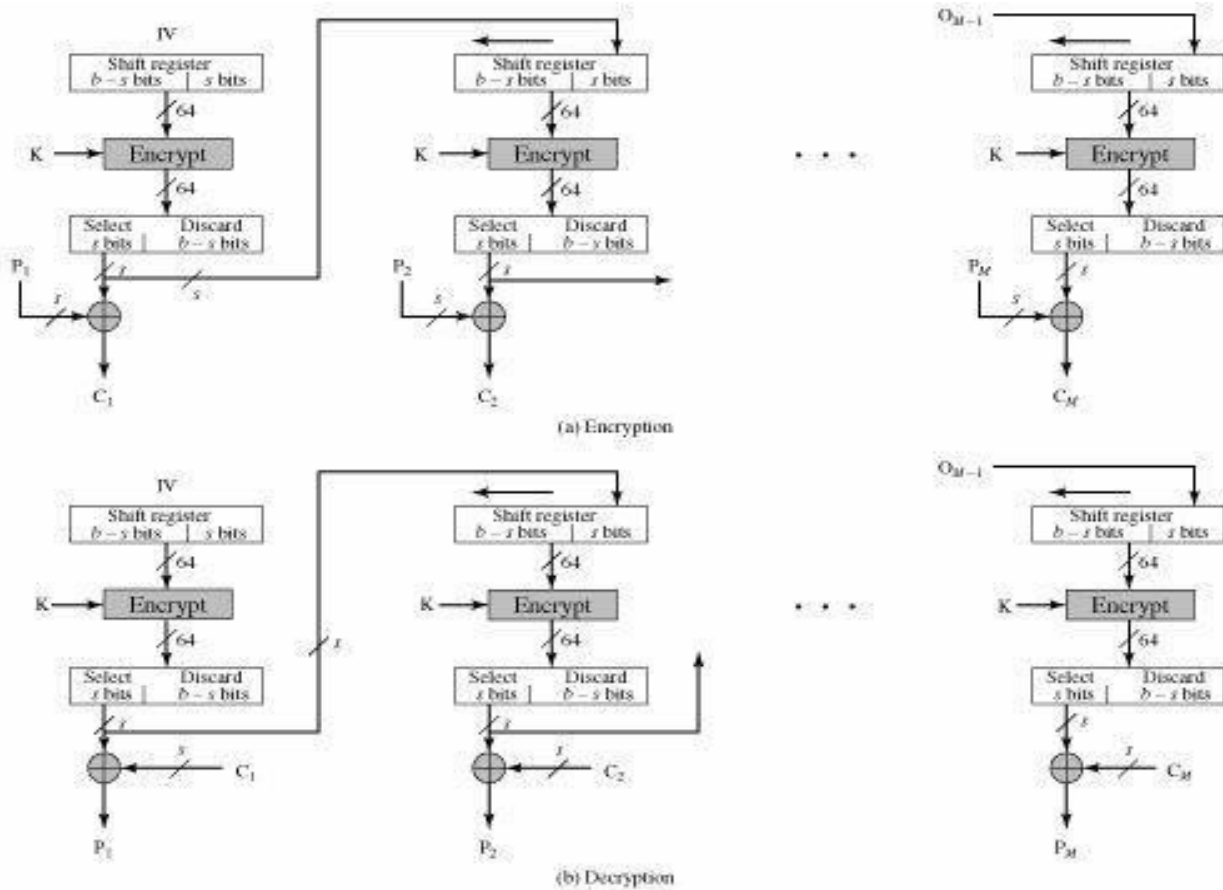 IV
Shift register
b – s bits | s bits
64
K
Encrypt
64
Select
s bits
Discard
b – s bits
P1
s
s
s
C1
Shift register
b – s bits | s bits
64
K
Encrypt
64
Select
s bits
Discard
b – s bits
P2
s
s
C2
. . .
OM–1
Shift register
b – s bits | s bits
64
K
Encrypt
64
Select
s bits
Discard
b – s bits
PM
s
s
CM
(a) Encryption
IV
Shift register
b – s bits | s bits
64
K
Encrypt
64
Select
s bits
Discard
b – s bits
s
s
s
C1
P1
Shift register
b – s bits | s bits
64
K
Encrypt
64
Select
s bits
Discard
b – s bits
s
s
C2
P2
. . .
OM–1
Shift register
b – s bits | s bits
64
K
Encrypt
64
Select
s bits
Discard
b – s bits
s
s
CM
PM
(b) Decryption